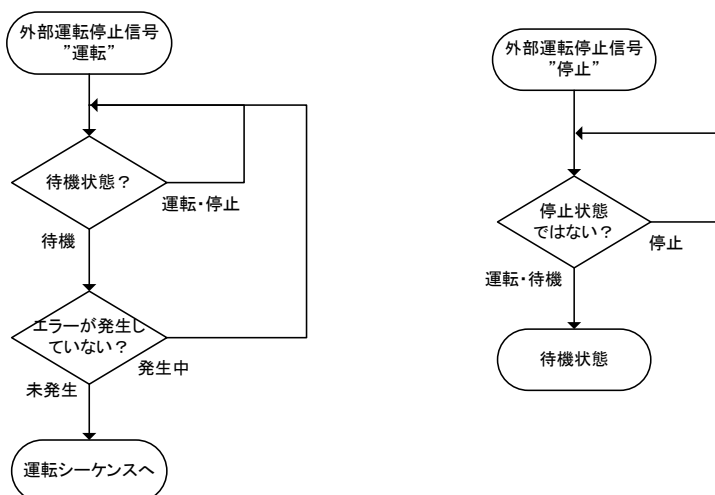 外部運転停止信号
”運転”
待機状態？
運転・停止
待機
エラーが発生し
ていない？
発生中
未発生
運転シーケンスへ
外部運転停止信号
”停止”
停止状態
ではない？
停止
運転・待機
待機状態